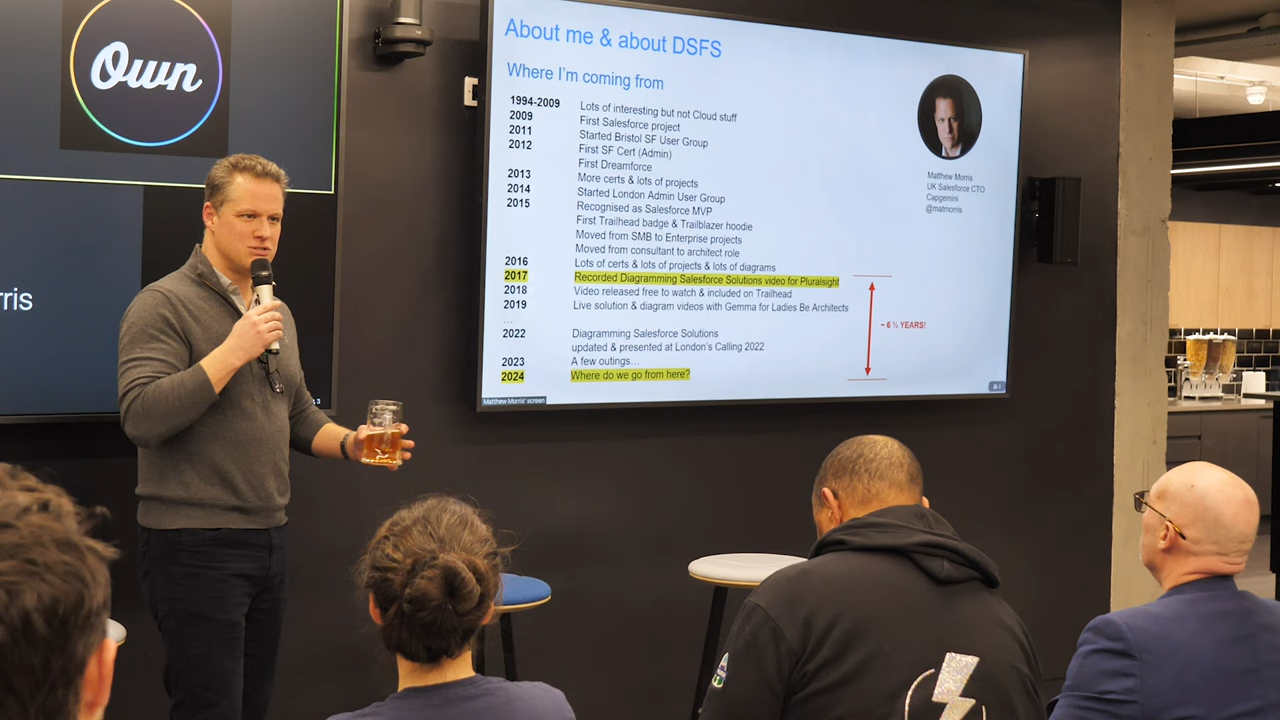 Own
rris
About me & about DSFS
Where I'm coming from
1994-2009 Lots of interesting but not Cloud stuff
2009 First Salesforce project
2011 Started Bristol SF User Group
2012 First SF Cert (Admin)
First Dreamforce
2013 More certs & lots of projects
2014 Started London Admin User Group
2015 Recognised as Salesforce MVP
First Trailhead badge & Trailblazer hoodie
Moved from SMB to Enterprise projects
Moved from consultant to architect role
2016 Lots of certs & lots of projects & lots of diagrams
2017 Recorded Diagramming Salesforce Solutions video for Pluralsight
2018 Video released free to watch & included on Trailhead
2019 Live solution & diagram videos with Gemma for Ladies Be Architects
...
2022 Diagramming Salesforce Solutions
updated & presented at London's Calling 2022
2023 A few outings...
2024 Where do we go from here?
~ 6 ½ YEARS!
Matthew Morris
UK Salesforce CTO
Capgemini
@matmorris
Matthew Morris' screen